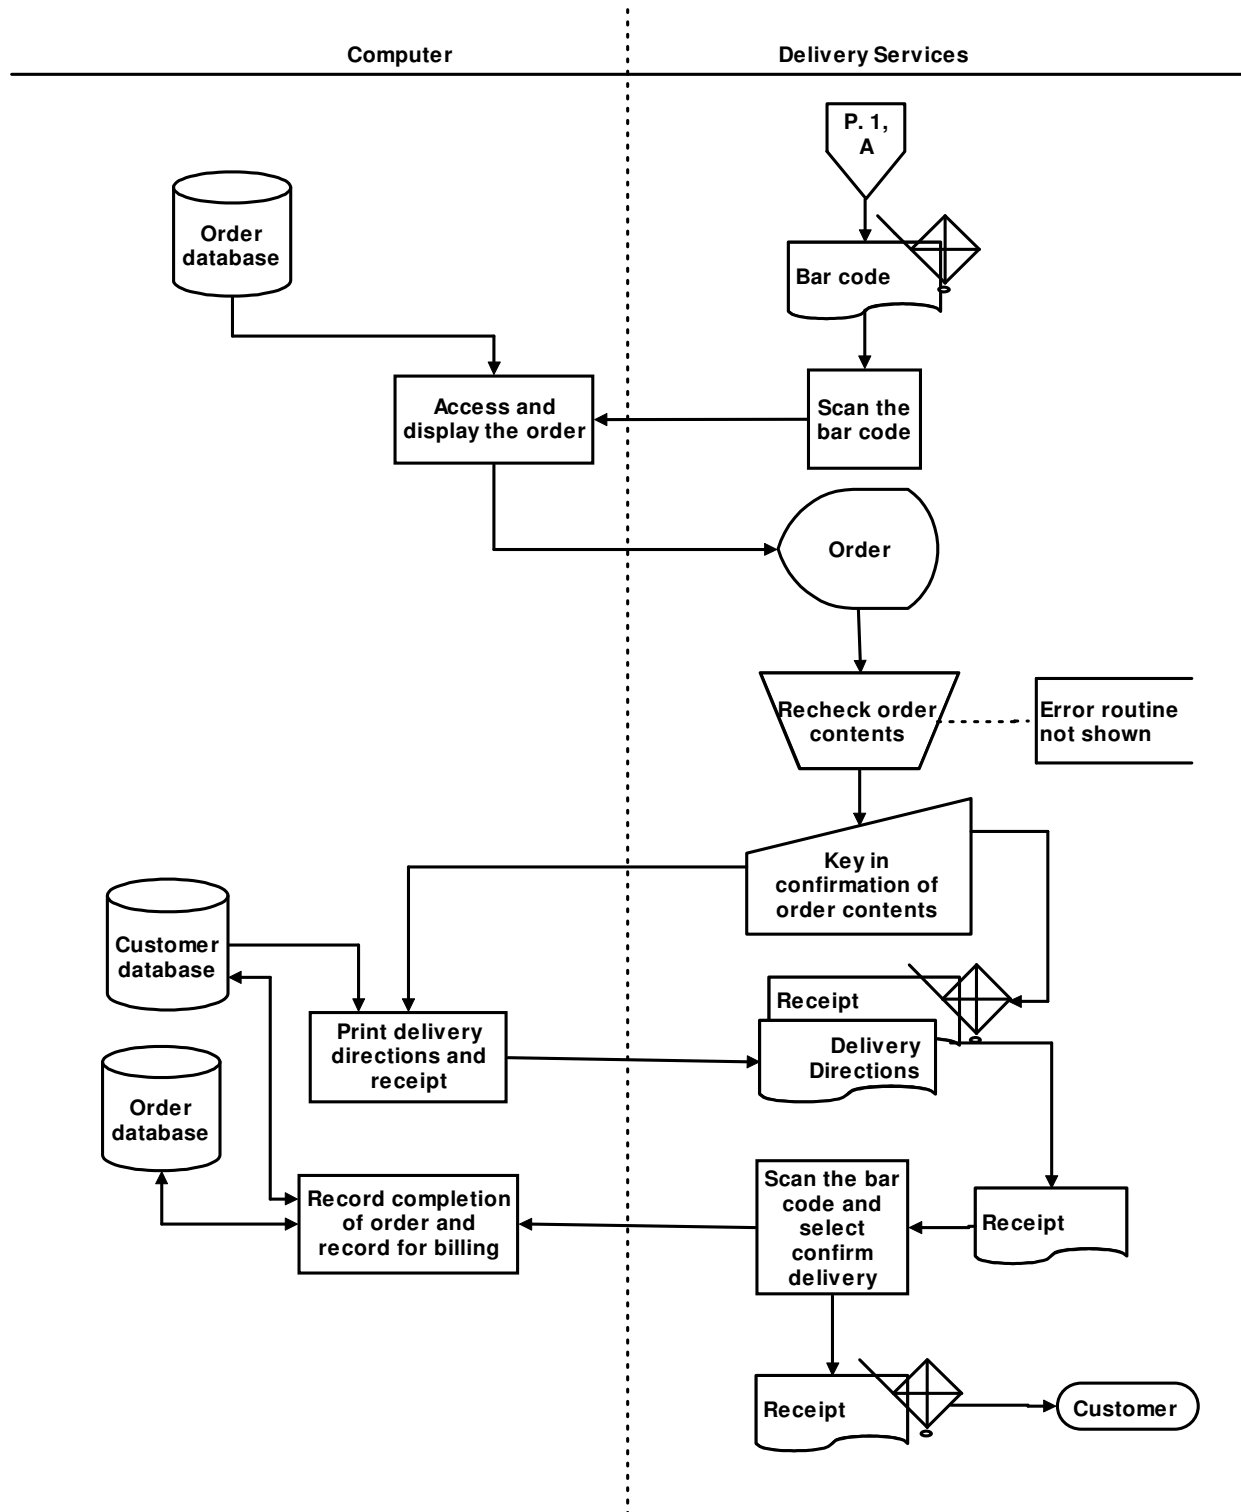 Computer
Delivery Services
P. 1,
A
Order
database
Bar code
Access and
display the order
Scan the
bar code
Order
Recheck order
contents
Error routine
not shown
Key in
confirmation of
order contents
Customer
database
Receipt
Print delivery
directions and
receipt
Delivery
Directions
Order
database
Record completion
of order and
record for billing
Scan the bar
code and
select
confirm
delivery
Receipt
Receipt
Customer